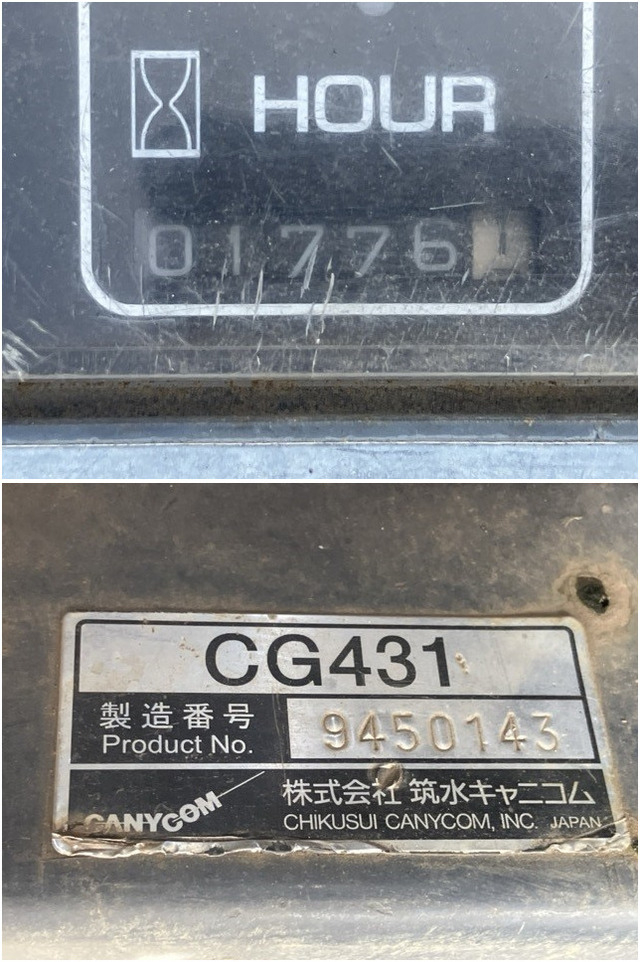 HOUR
01776
CG431
製造番号
Product No.
9450143
株式会社 筑水キャニコム
CANYCOM
CHIKUSUI CANYCOM, INC. JAPAN